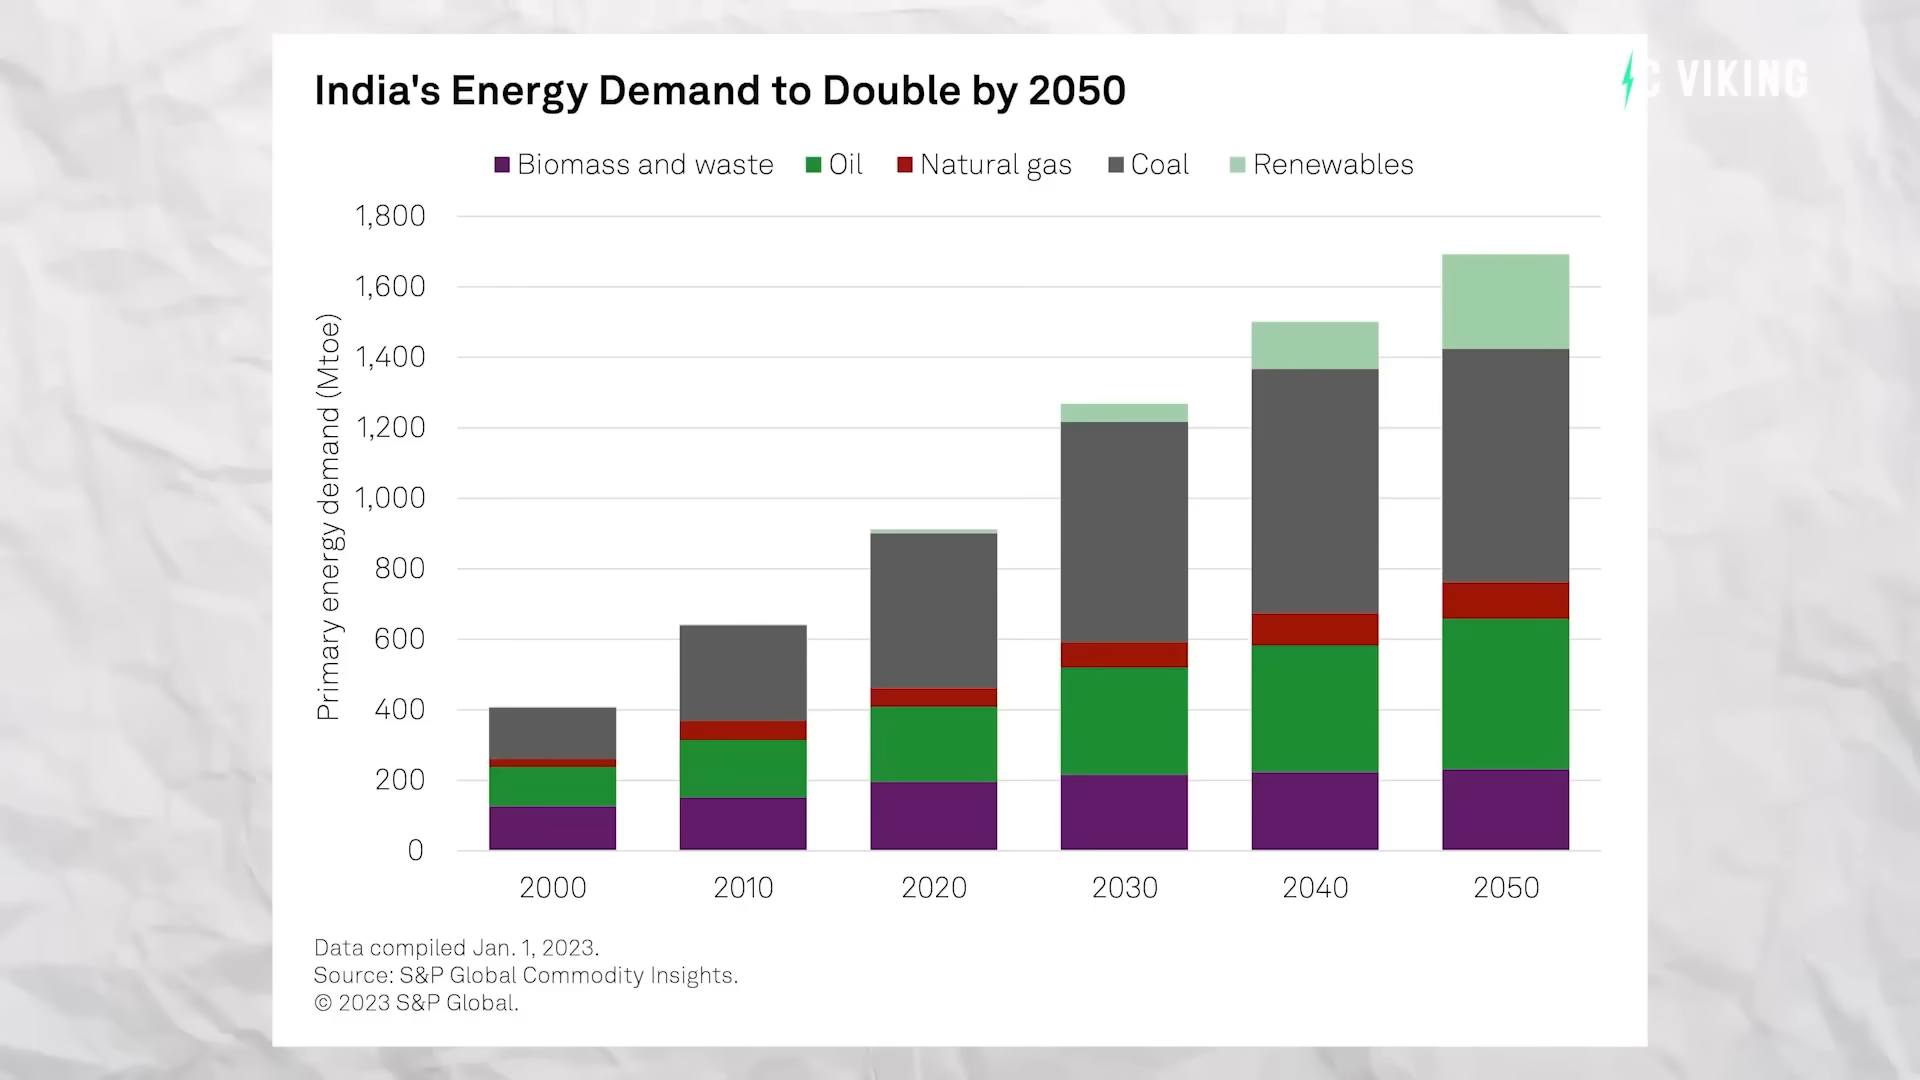 India's Energy Demand to Double by 2050
C VIKING
Biomass and waste Oil Natural gas Coal Renewables
Primary energy demand (Mtoe)
1,800
1,600
1,400
1,200
1,000
800
600
400
200
0
2000 2010 2020 2030 2040 2050
Data compiled Jan. 1, 2023.
Source: S&P Global Commodity Insights.
© 2023 S&P Global.